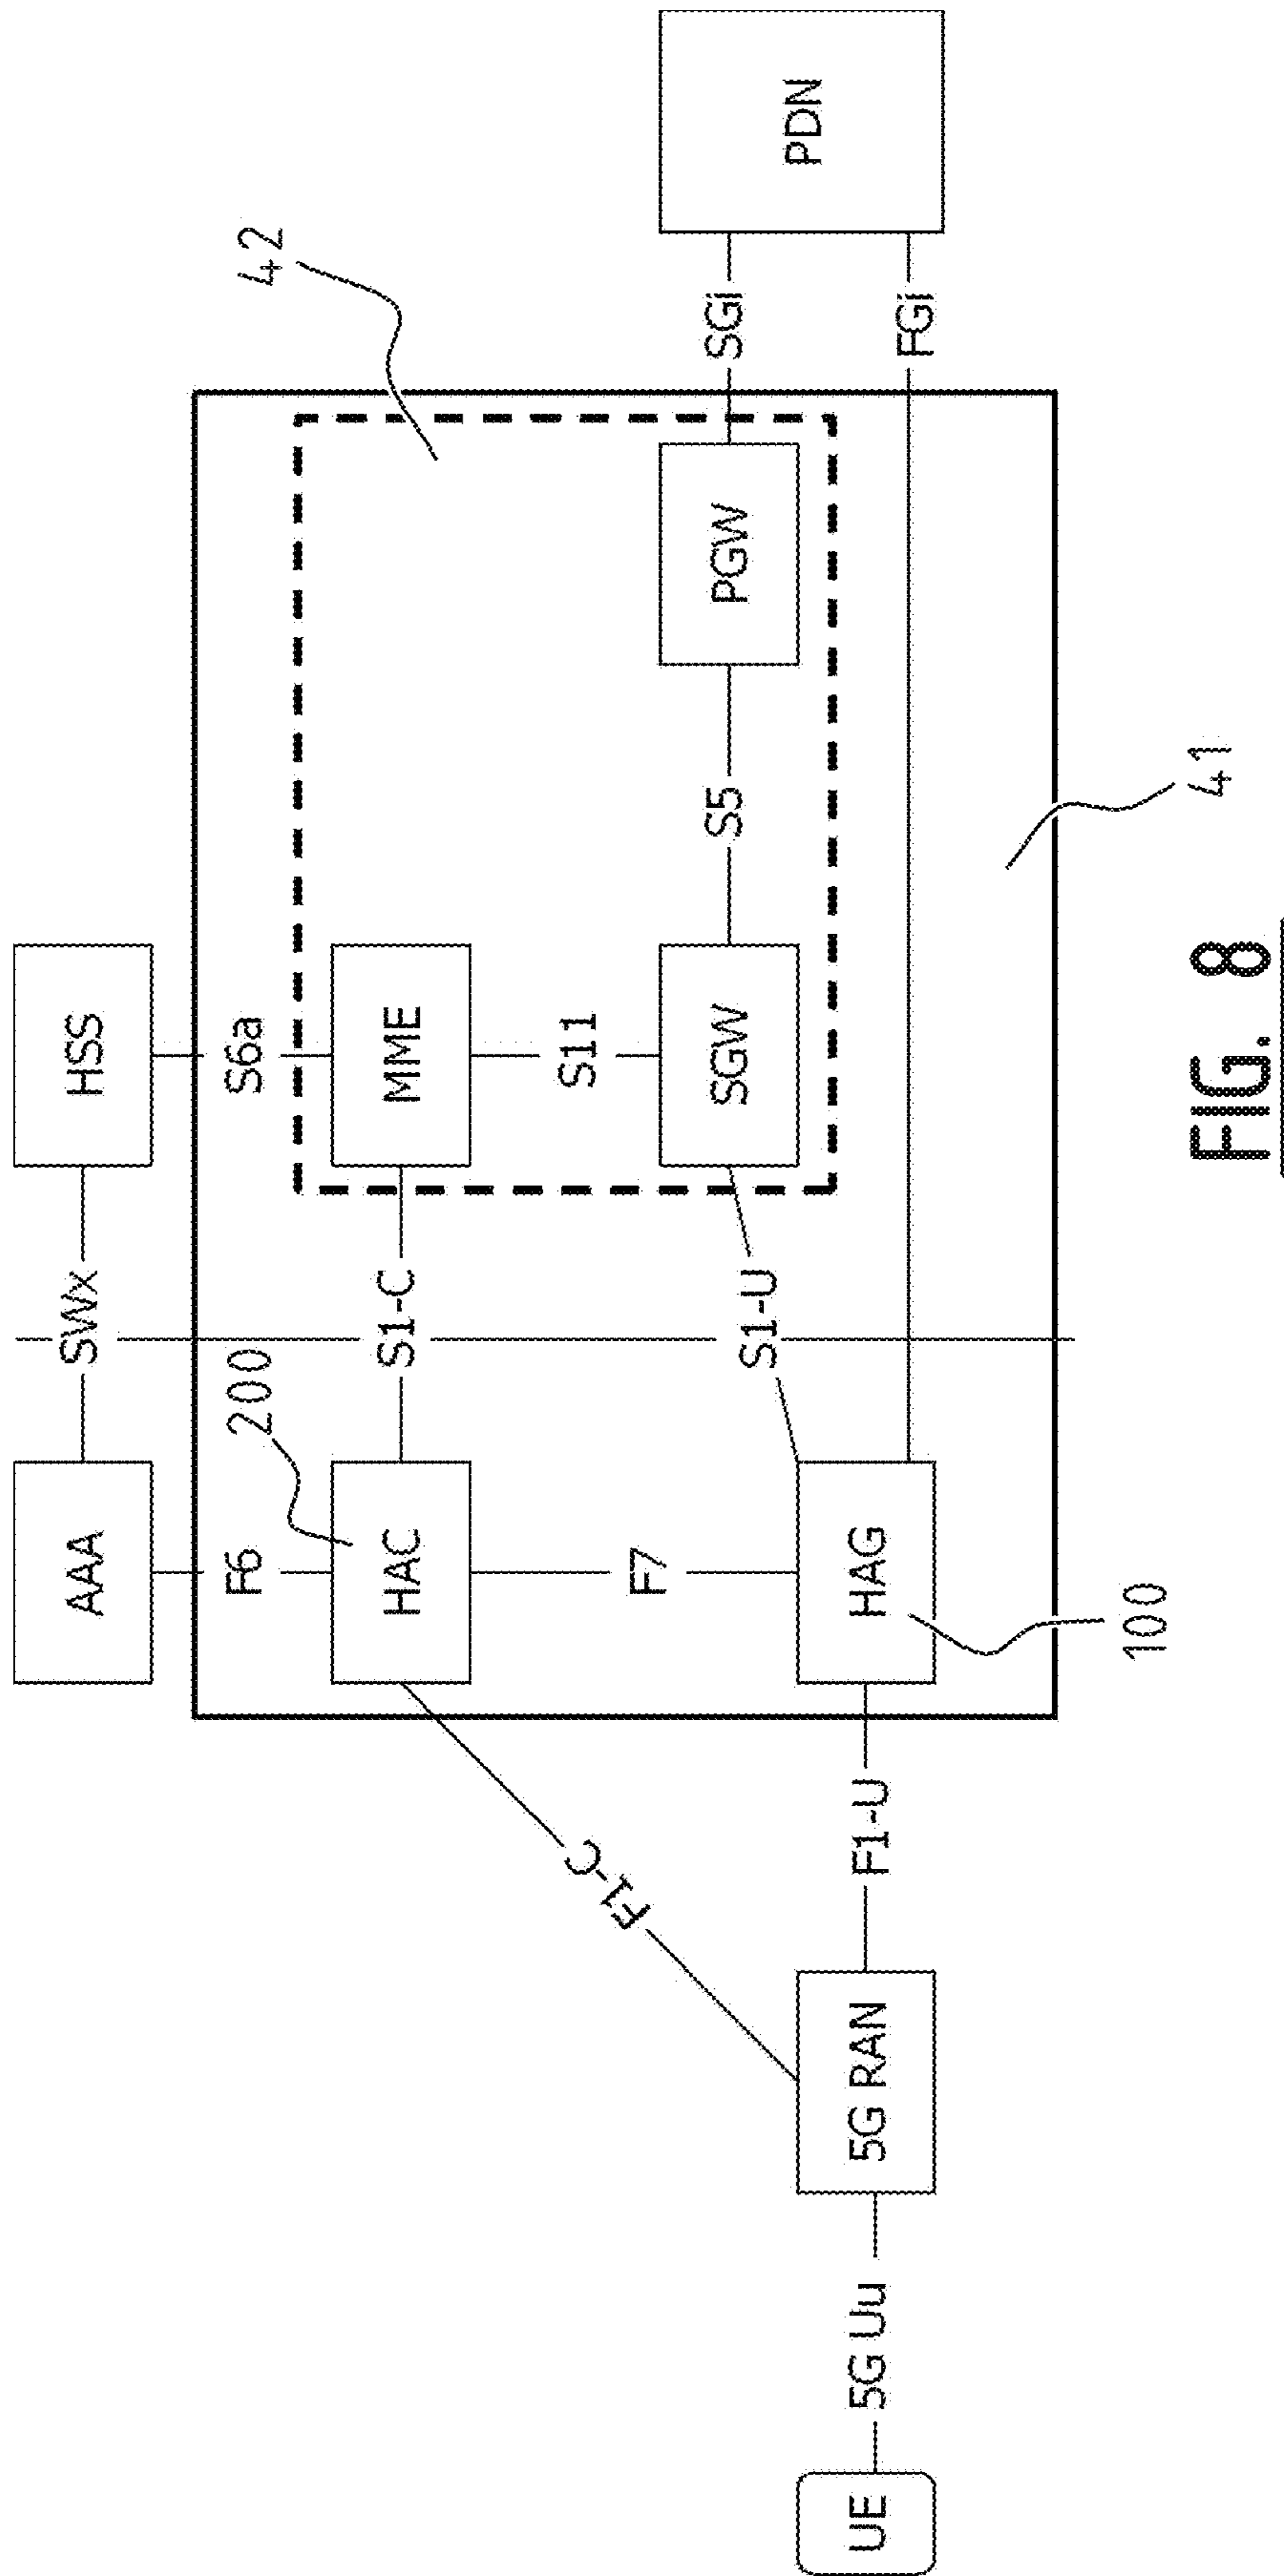 AAA
SWx
HSS
F6
200
S6a
42
HAC
S1-C
MME
F1-C
F7
S11
S1-U
SGW
S5
PGW
SGi
PDN
UE
5G Uu
5G RAN
F1-U
HAG
FGi
100
41
FIG. 8